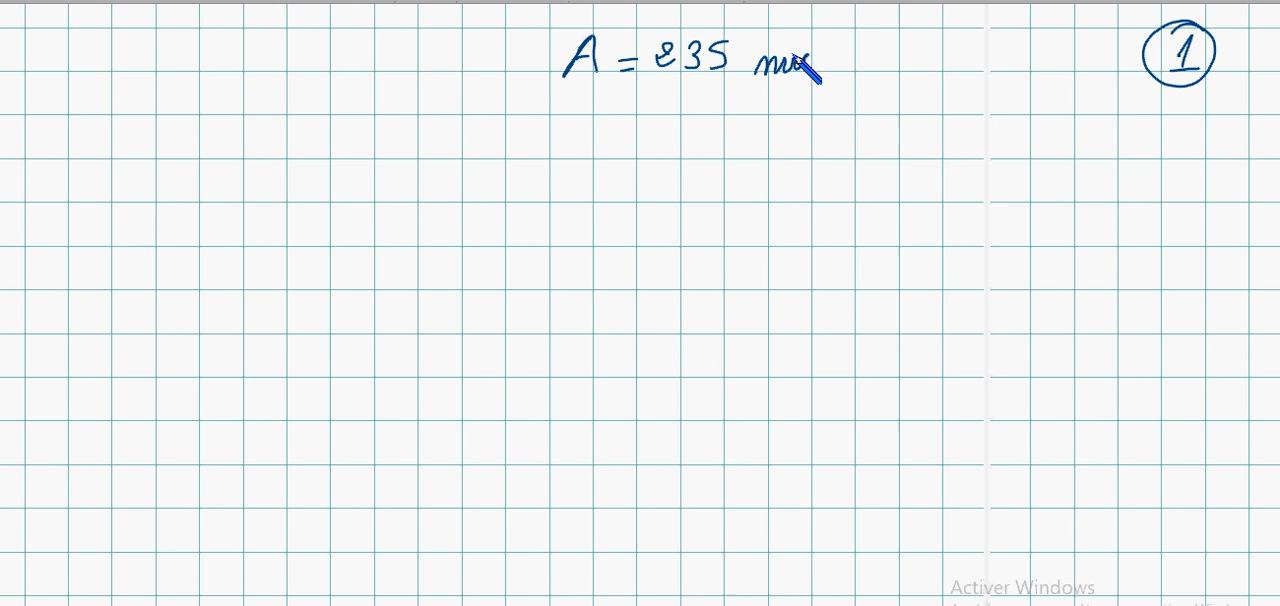 A = 235 ①
Activer Windows